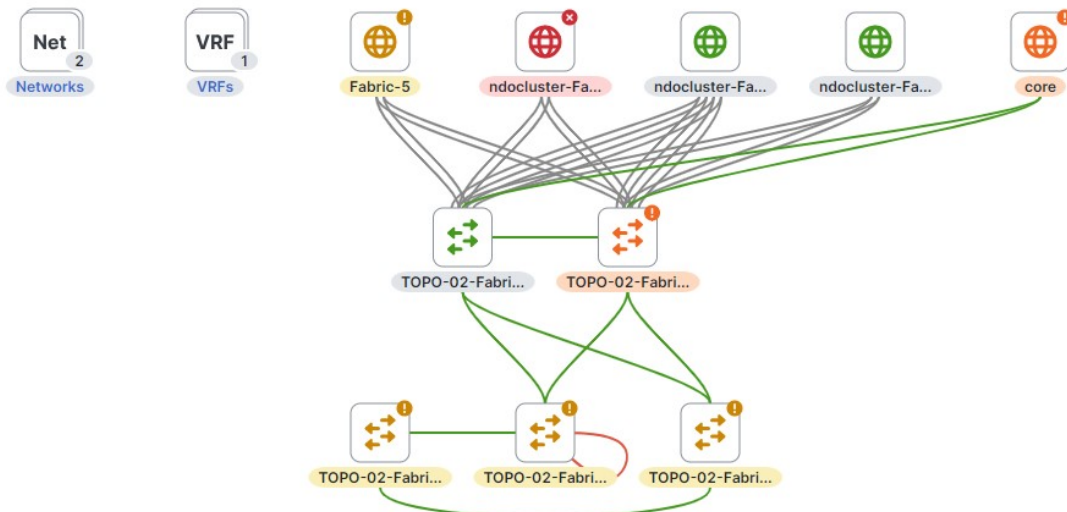 Net
2
Networks
VRF
1
VRFs
Fabric-5
ndocluster-Fa...
ndocluster-Fa...
ndocluster-Fa...
core
TOPO-02-Fabri...
TOPO-02-Fabri...
TOPO-02-Fabri...
TOPO-02-Fabri...
TOPO-02-Fabri...